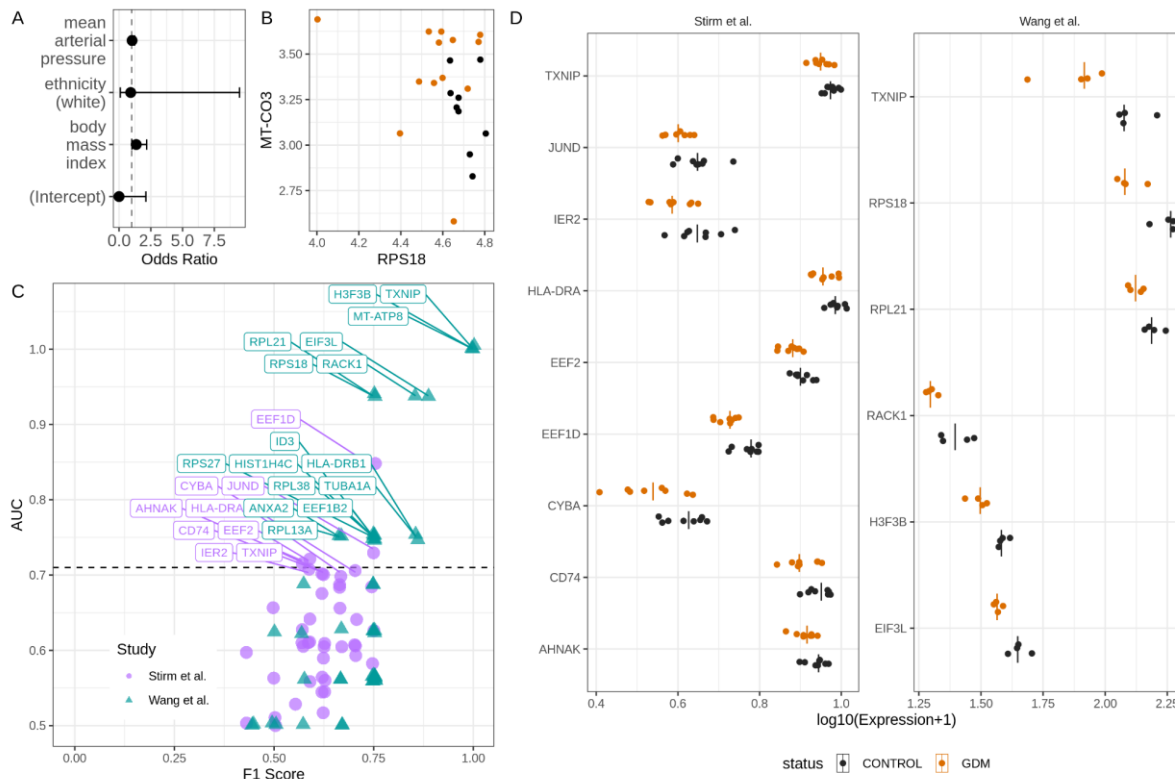 A
mean
arterial
pressure
ethnicity
(white)
body
mass
index
(Intercept)
0.0 2.5 5.0 7.5
Odds Ratio
B
MT-CO3
3.50
3.25
3.00
2.75
4.0 4.2 4.4 4.6 4.8
RPS18
C
AUC
1.0
0.9
0.8
0.7
0.6
0.5
H3F3B TXNIP
MT-ATP8
RPL21 EIF3L
RPS18 RACK1
EEF1D
ID3
RPS27 HIST1H4C HLA-DRB1
CYBA JUND RPL38 TUBA1A
AHNAK HLA-DRA ANXA2 EEF1B2
CD74 EEF2 RPL13A
IER2 TXNIP
Study
Stirm et al.
Wang et al.
0.00 0.25 0.50 0.75 1.00
F1 Score
D
Stirm et al.
TXNIP
JUND
IER2
HLA-DRA
EEF2
EEF1D
CYBA
CD74
AHNAK
0.4 0.6 0.8 1.0
Wang et al.
TXNIP
RPS18
RPL21
RACK1
H3F3B
EIF3L
1.25 1.50 1.75 2.00 2.25
log10(Expression+1)
status CONTROL GDM